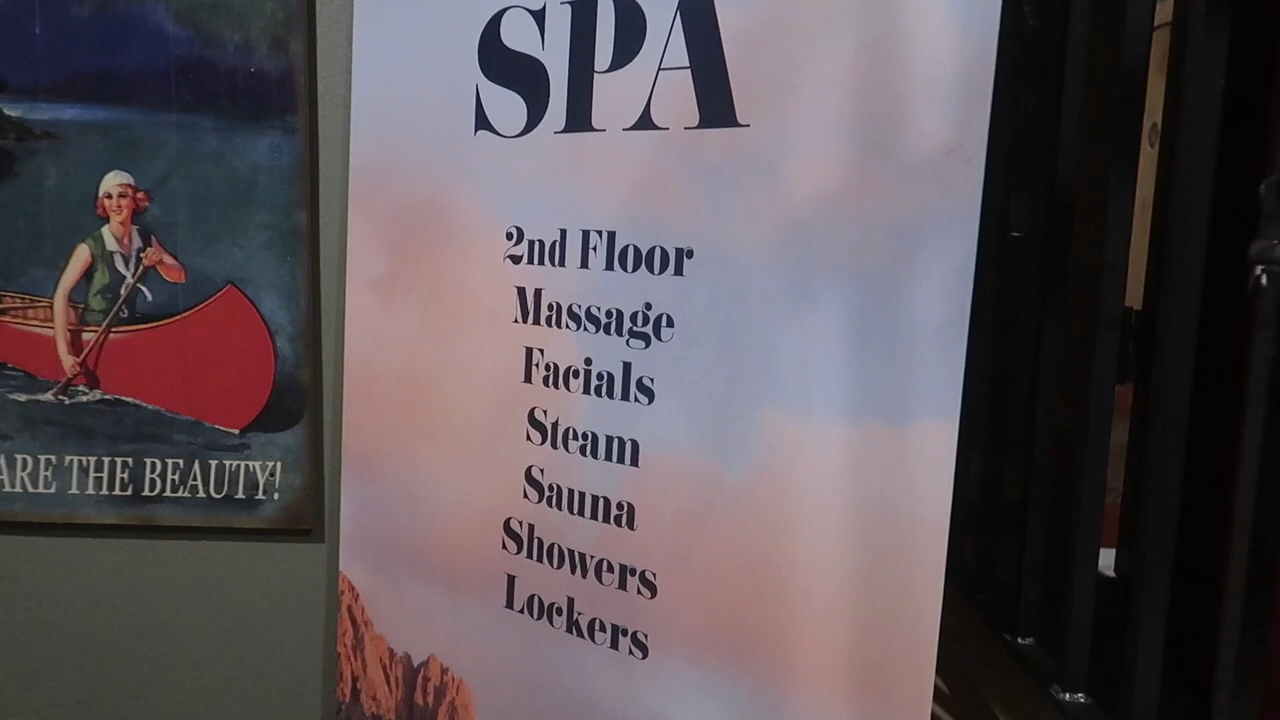 SPA
2nd Floor
Massage
Facials
Steam
Sauna
Showers
Lockers
ARE THE BEAUTY!